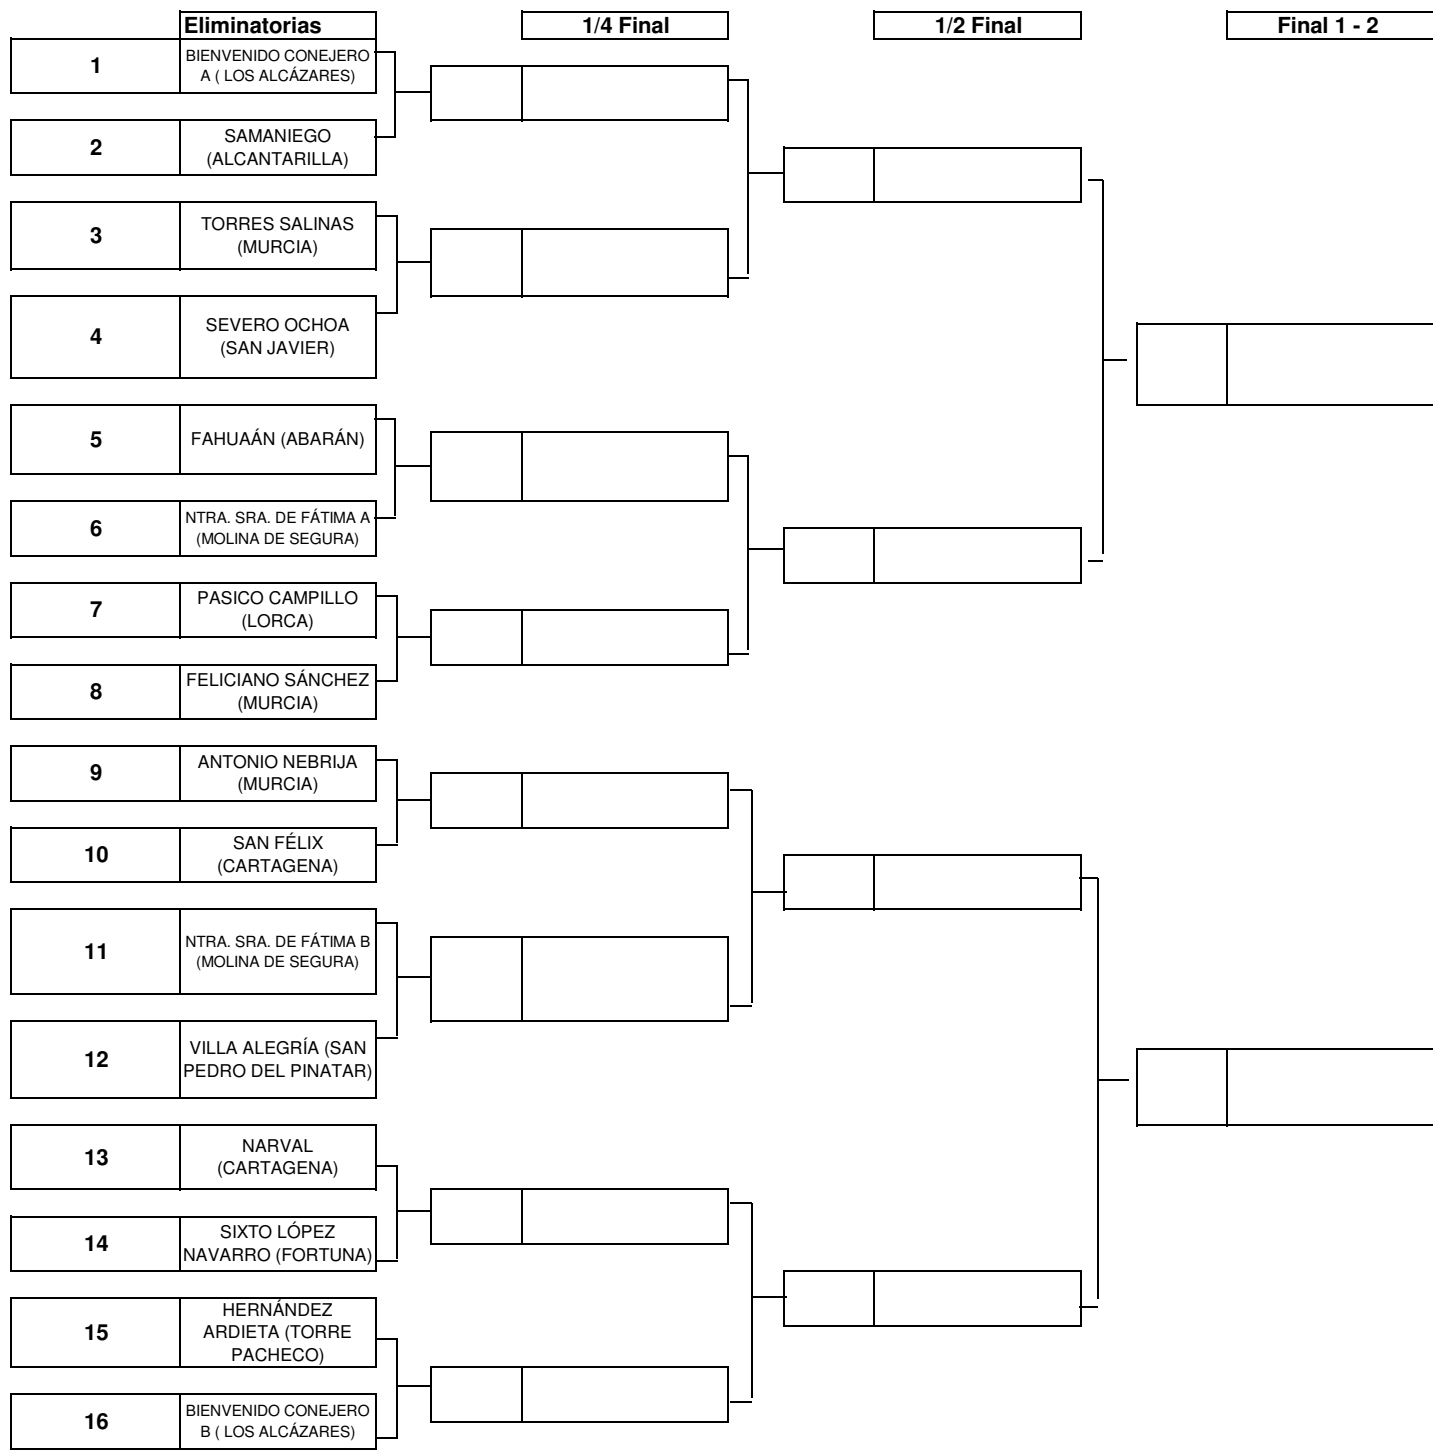 Eliminatorias
1/4 Final
1/2 Final
Final 1 - 2
1
BIENVENIDO CONEJERO
A ( LOS ALCÁZARES)
2
SAMANIEGO
(ALCANTARILLA)
3
TORRES SALINAS
(MURCIA)
4
SEVERO OCHOA
(SAN JAVIER)
5
FAHUAÁN (ABARÁN)
6
NTRA. SRA. DE FÁTIMA A
(MOLINA DE SEGURA)
7
PASICO CAMPILLO
(LORCA)
8
FELICIANO SÁNCHEZ
(MURCIA)
9
ANTONIO NEBRIJA
(MURCIA)
10
SAN FÉLIX
(CARTAGENA)
11
NTRA. SRA. DE FÁTIMA B
(MOLINA DE SEGURA)
12
VILLA ALEGRÍA (SAN
PEDRO DEL PINATAR)
13
NARVAL
(CARTAGENA)
14
SIXTO LÓPEZ
NAVARRO (FORTUNA)
15
HERNÁNDEZ
ARDIETA (TORRE
PACHECO)
16
BIENVENIDO CONEJERO
B ( LOS ALCÁZARES)